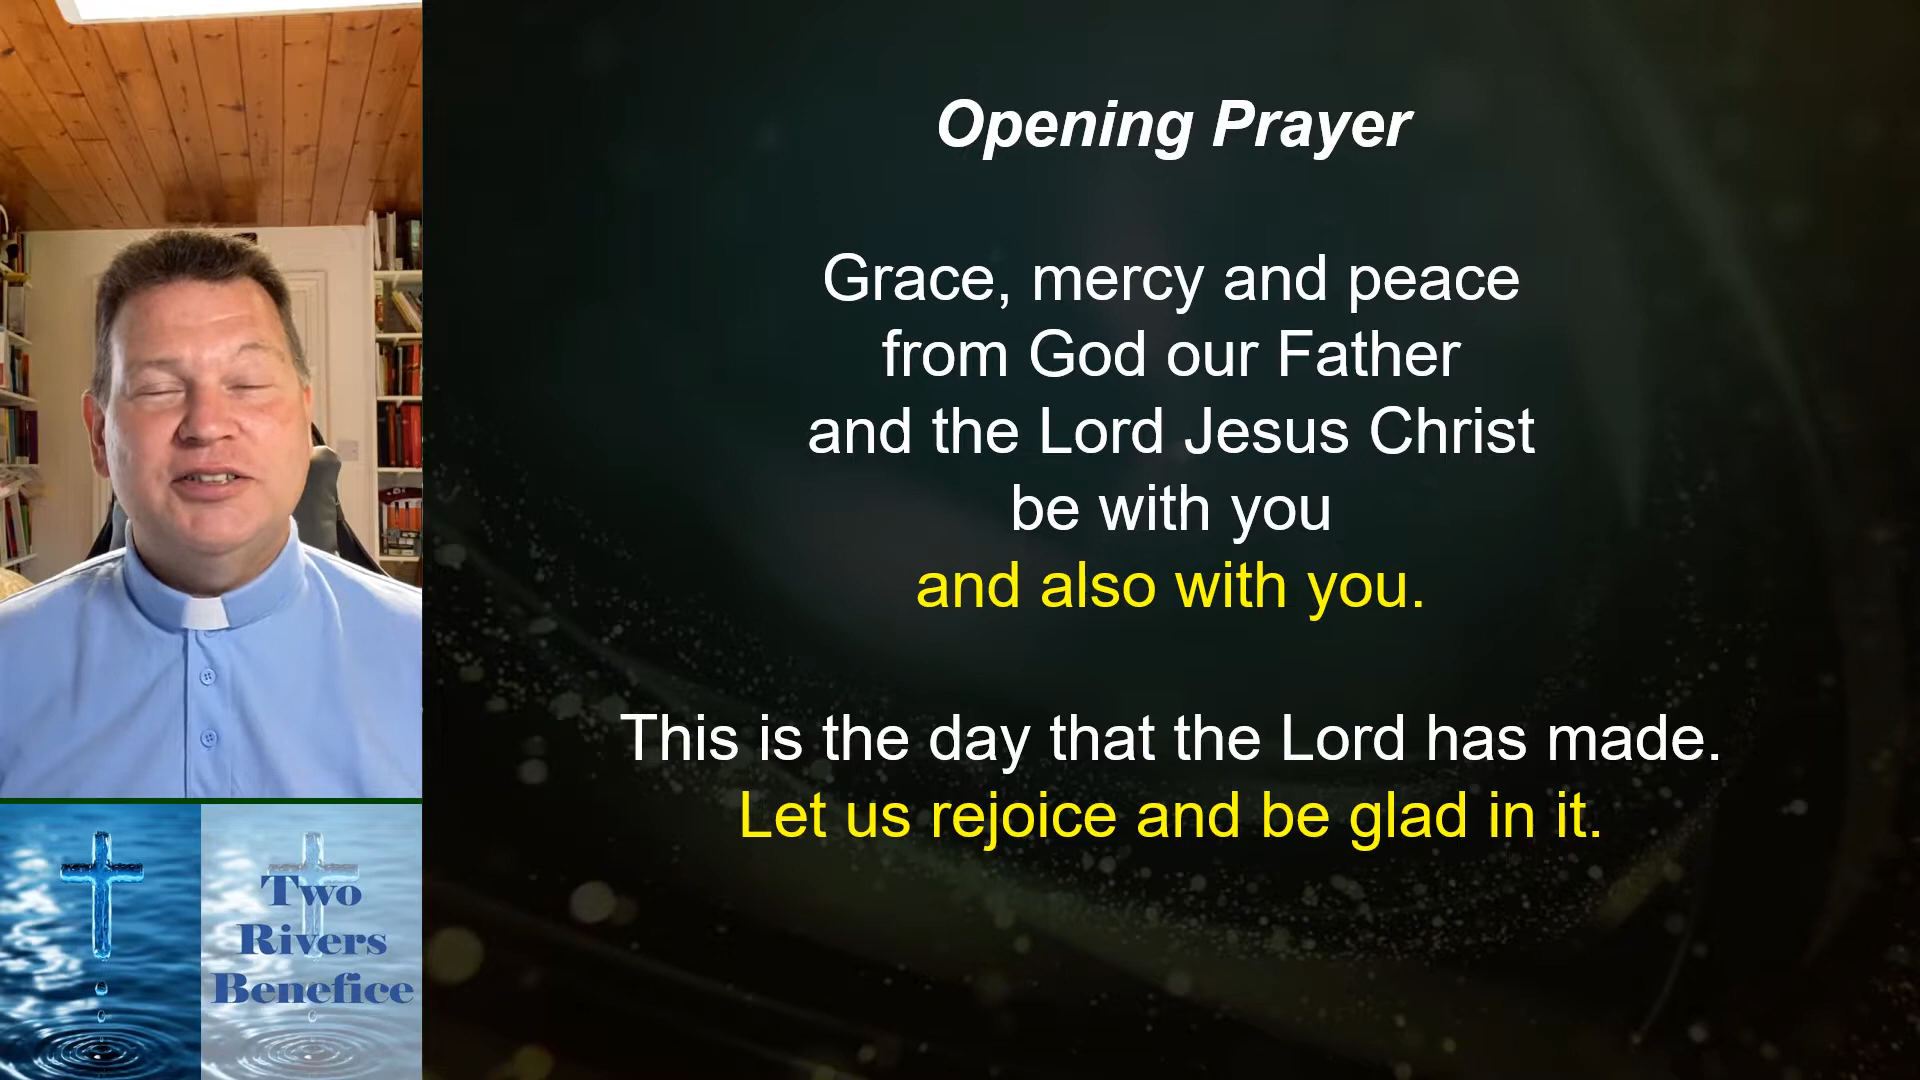 Opening Prayer
Grace, mercy and peace
from God our Father
and the Lord Jesus Christ
be with you
and also with you.
This is the day that the Lord has made.
Let us rejoice and be glad in it.
Two
Rivers
Benefice